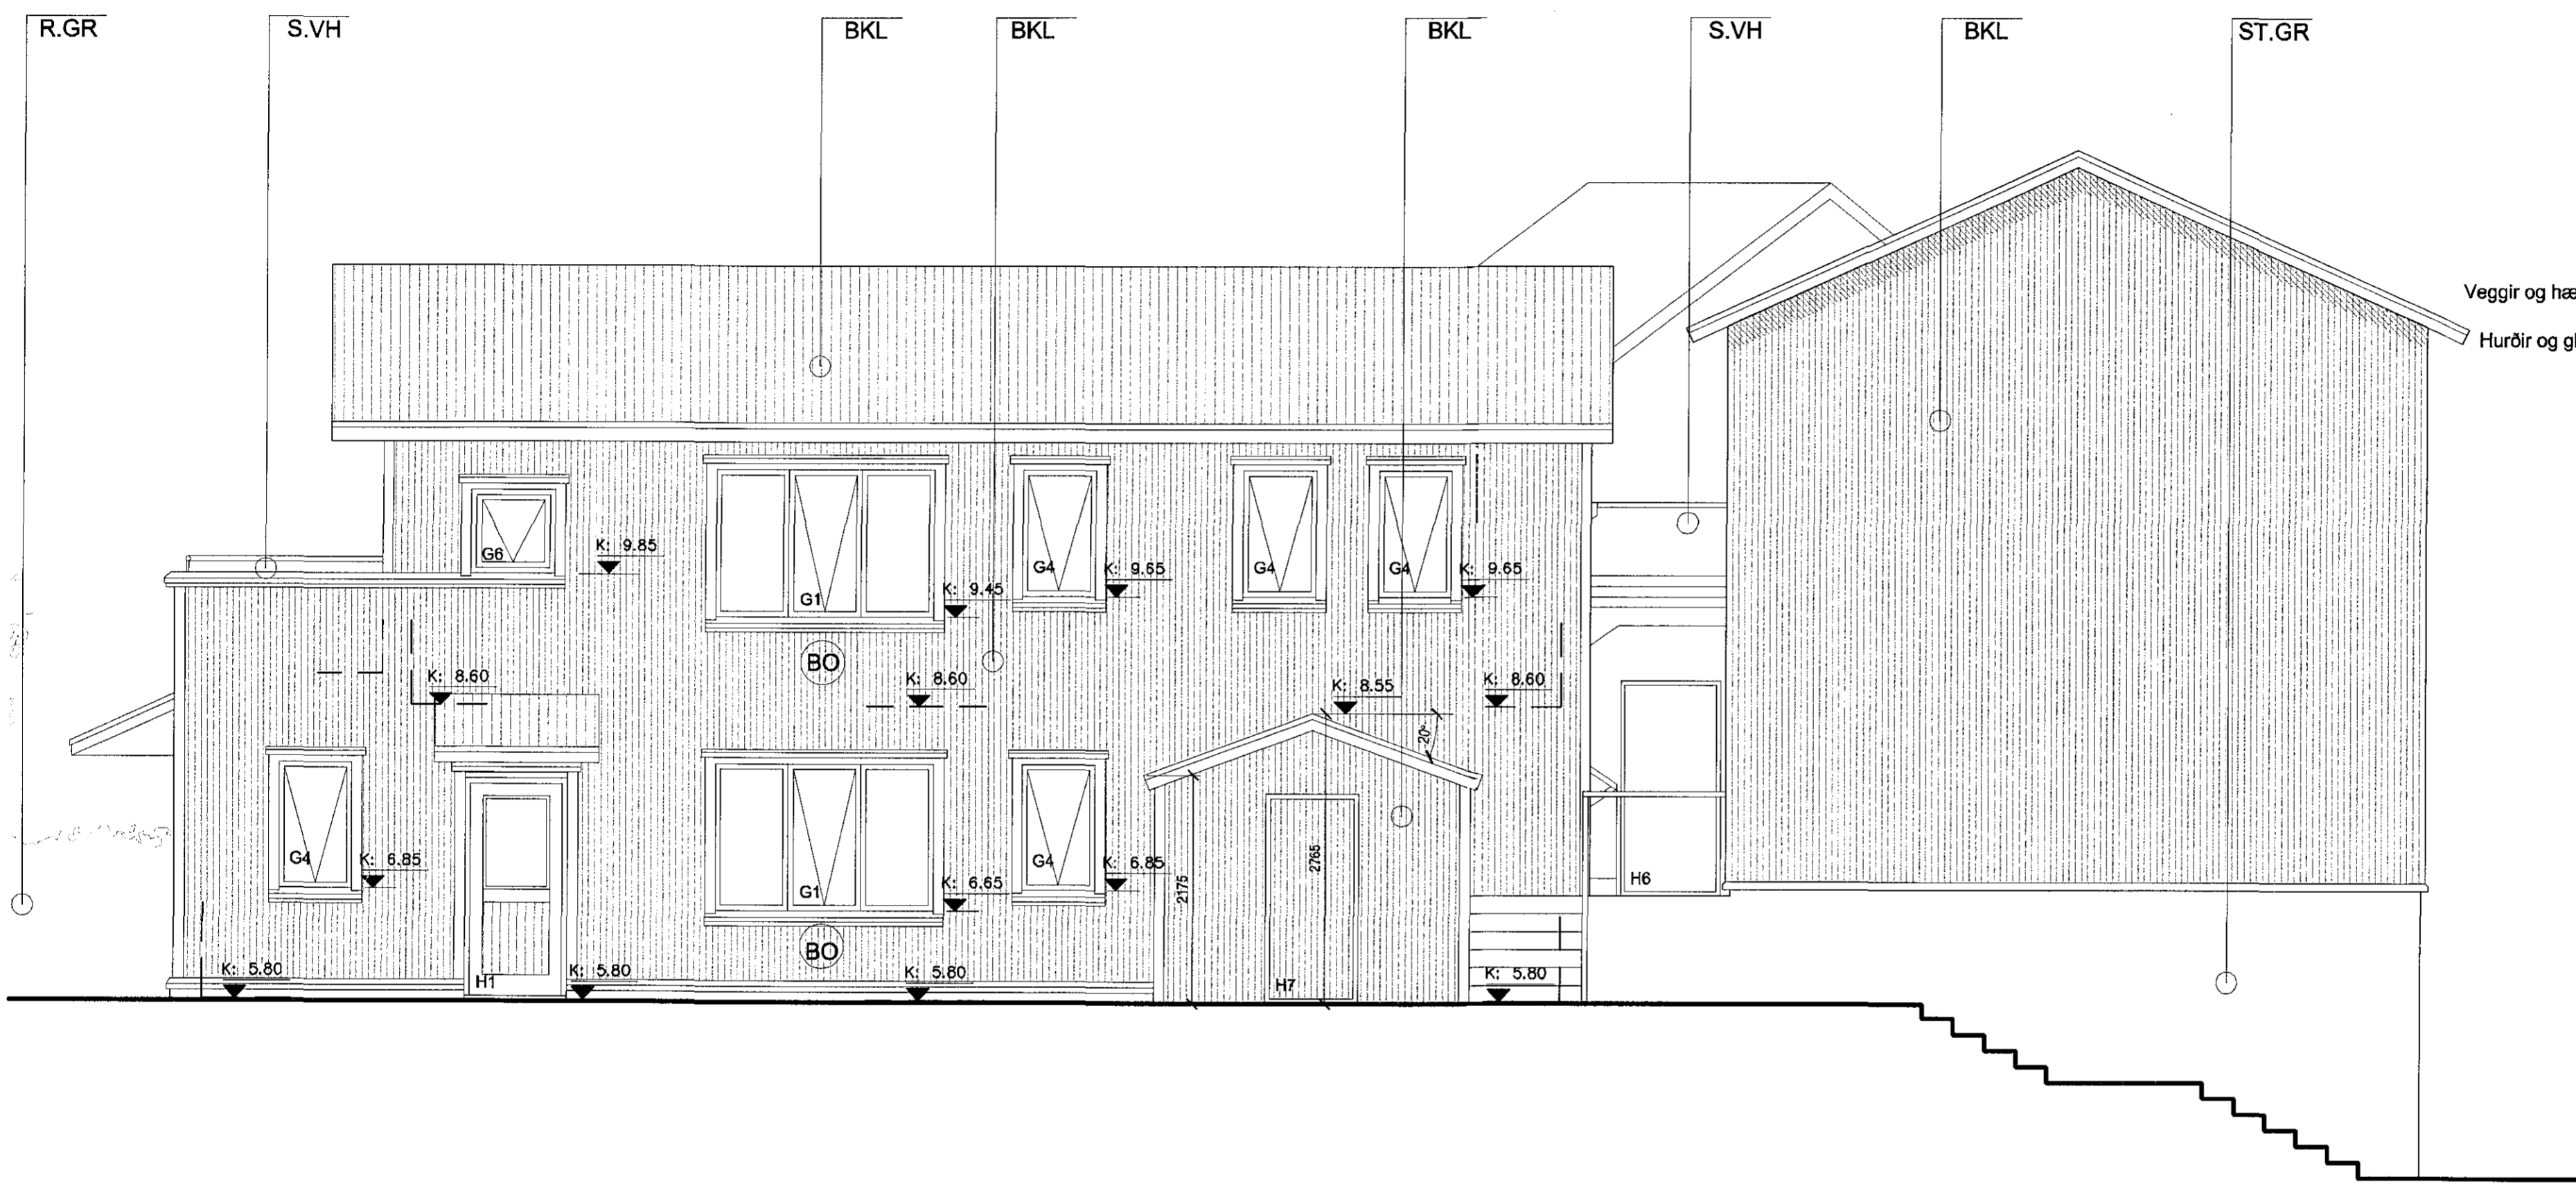 R.GR
S.VH
BKL
BKL
BKL
S.VH
BKL
ST.GR
Veggir og hæ
Hurðir og gl
G6
K: 9.85
G1
K: 9.45
G4
K: 9.65
G4
G4
K: 9.65
BO
K: 8.60
K: 8.60
K: 8.55
K: 8.60
20°
G4
K: 6.85
G1
K: 6.65
G4
K: 6.85
2175
2765
H6
BO
K: 5.80
H1
K: 5.80
K: 5.80
H7
K: 5.80